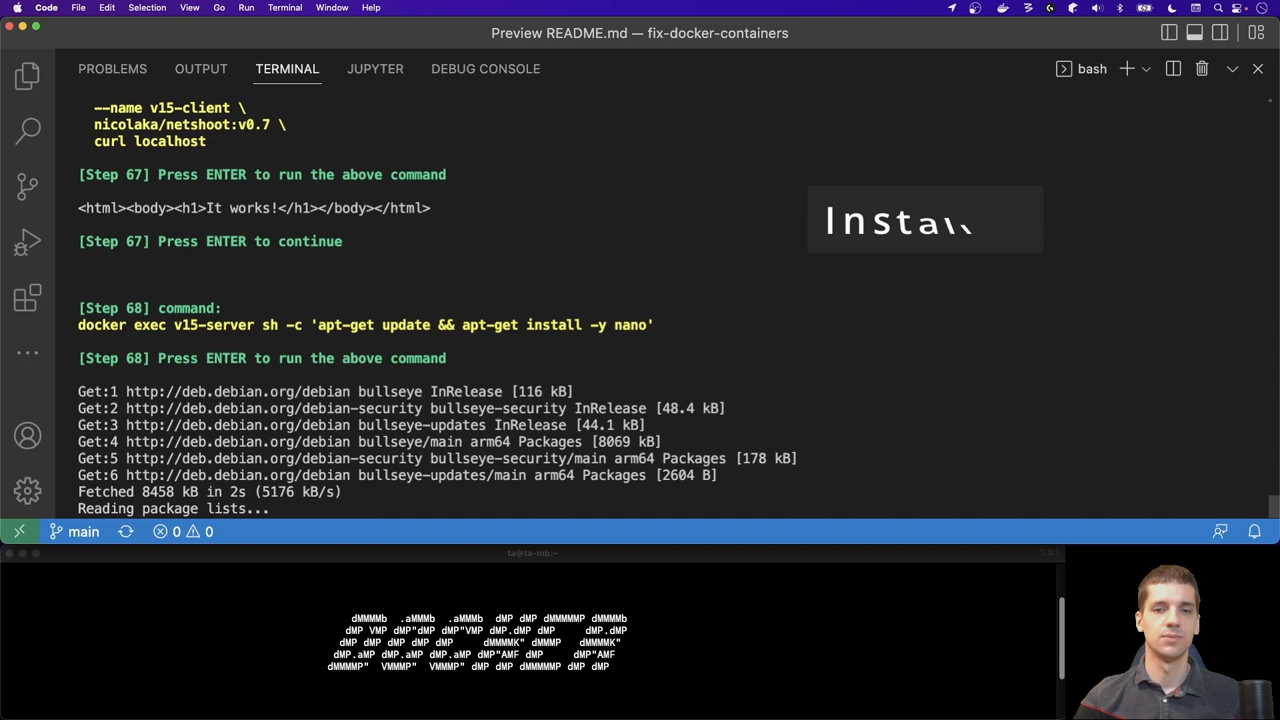 Code File Edit Selection View Go Run Terminal Window Help
Preview README.md — fix-docker-containers
PROBLEMS OUTPUT TERMINAL JUPYTER DEBUG CONSOLE bash
--name v15-client \
nicolaka/netshoot:v0.7 \
curl localhost
[Step 67] Press ENTER to run the above command
<html><body><h1>It works!</h1></body></html>
[Step 67] Press ENTER to continue
[Step 68] command:
docker exec v15-server sh -c 'apt-get update && apt-get install -y nano'
[Step 68] Press ENTER to run the above command
Get:1 http://deb.debian.org/debian bullseye InRelease [116 kB]
Get:2 http://deb.debian.org/debian-security bullseye-security InRelease [48.4 kB]
Get:3 http://deb.debian.org/debian bullseye-updates InRelease [44.1 kB]
Get:4 http://deb.debian.org/debian bullseye/main arm64 Packages [8069 kB]
Get:5 http://deb.debian.org/debian-security bullseye-security/main arm64 Packages [178 kB]
Get:6 http://deb.debian.org/debian bullseye-updates/main arm64 Packages [2604 B]
Fetched 8458 kB in 2s (5176 kB/s)
Reading package lists...
main 0 0
ta@ta-mb:~